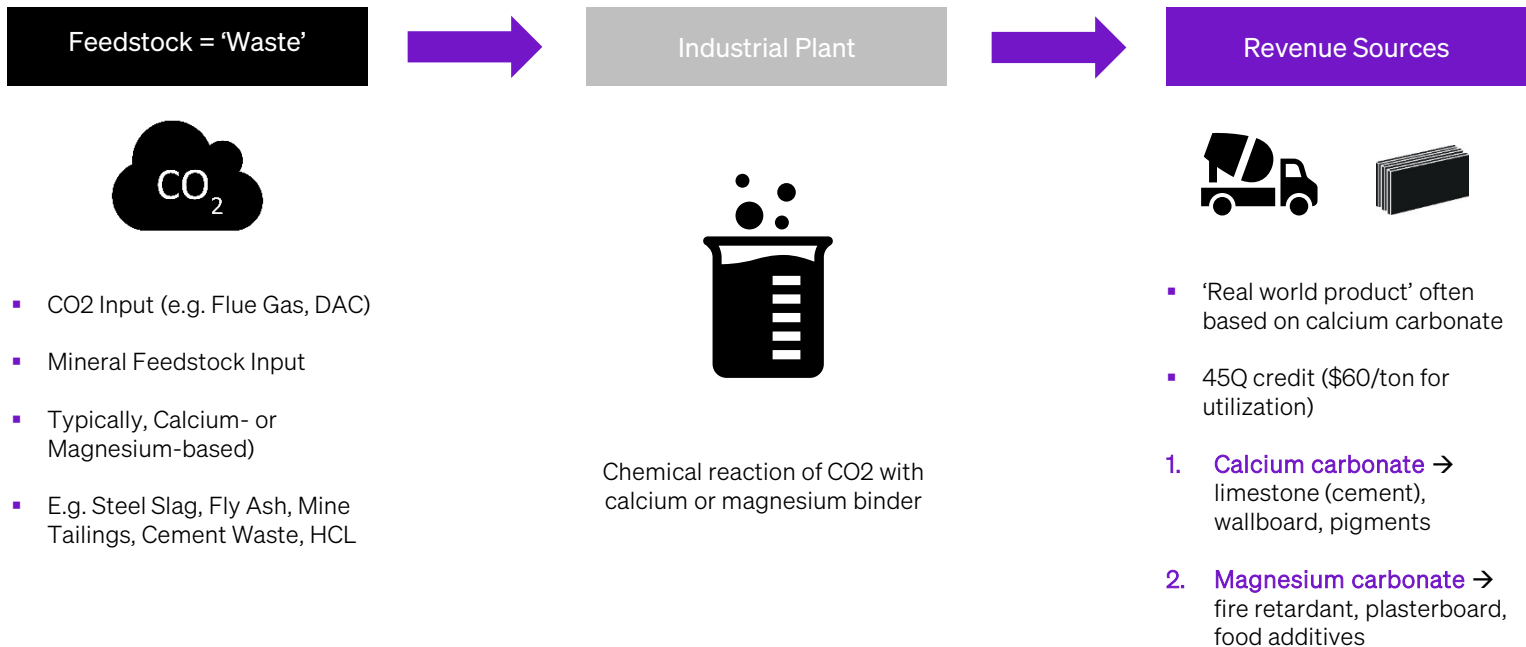 Feedstock = ‘Waste’
Industrial Plant
Revenue Sources
CO2
CO2 Input (e.g. Flue Gas, DAC)
Mineral Feedstock Input
Typically, Calcium- or
Magnesium-based)
E.g. Steel Slag, Fly Ash, Mine
Tailings, Cement Waste, HCL
Chemical reaction of CO2 with
calcium or magnesium binder
‘Real world product’ often
based on calcium carbonate
45Q credit ($60/ton for
utilization)
1. Calcium carbonate →
limestone (cement),
wallboard, pigments
2. Magnesium carbonate →
fire retardant, plasterboard,
food additives